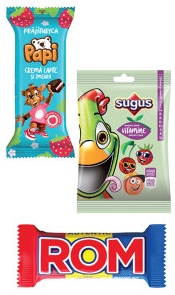 PRĂJITURICA
Papi
CREMĂ LAPTE
ȘI ZMEURĂ
sugus
vitamine
ROM